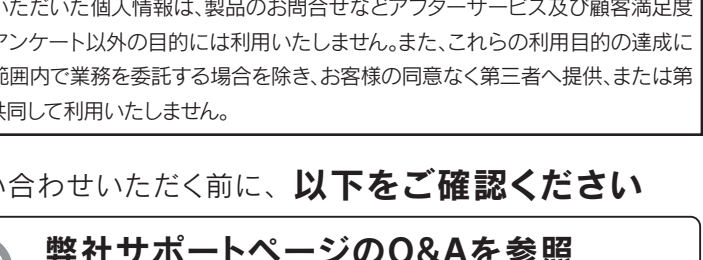 いただいた個人情報は、製品のお問合せなどアフターサービス及び顧客満足度
アンケート以外の目的には利用いたしません。また、これらの利用目的の達成に
範囲内で業務を委託する場合を除き、お客様の同意なく第三者へ提供、または第
共同して利用いたしません。
い合わせいただく前に、以下をご確認ください
弊社サポートページのQ&Aを参照